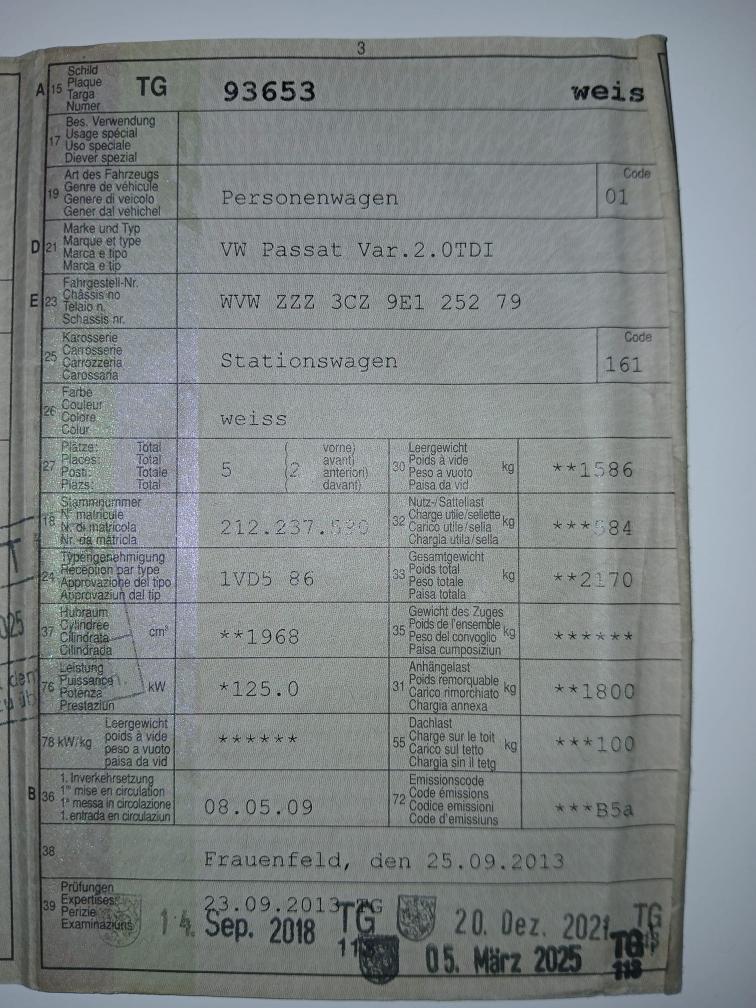 3
A 15 Schild Plaque Targa Numer TG 93653 weis
17 Bes. Verwendung
Usage spécial
Uso speciale
Diever spezial
19 Art des Fahrzeugs
Genre de véhicule
Genere di veicolo
Gener dal vehichel
Personenwagen
Code
01
D 21 Marke und Typ
Marque et type
Marca e tipo
Marca e tip
VW Passat Var.2.0TDI
E 23 Fahrgestell-Nr.
Châssis no
Telaio n.
Schassis nr.
WVW ZZZ 3CZ 9E1 252 79
25 Karosserie
Carrosserie
Carrozzeria
Carossaria
Stationswagen
Code
161
26 Farbe
Couleur
Colore
Colur
weiss
27 Plätze: Total
Places: Total
Posti: Totale
Plazs: Total
5 (2 vorne)
avant)
anteriori)
davant)
30 Leergewicht
Poids à vide
Peso a vuoto
Paisa da vid
kg
**1586
18 Stammnummer
N° matricule
N. di matricola
Nr. da matricla
212.237.590
32 Nutz-/Sattellast
Charge utile/sellette
Carico utile/sella
Chargia utila/sella
kg
***584
24 Typengenehmigung
Réception par type
Approvazione del tipo
Approvaziun dal tip
1VD5 86
33 Gesamtgewicht
Poids total
Peso totale
Paisa totala
kg
**2170
37 Hubraum
Cylindrée
Cilindrata
Cilindrada
cm³
**1968
35 Gewicht des Zuges
Poids de l'ensemble
Peso del convoglio
Paisa cumposiziun
kg
******
76 Leistung
Puissance
Potenza
Prestaziun
kW
*125.0
31 Anhängelast
Poids remorquable
Carico rimorchiato
Chargia annexa
kg
**1800
78 kW/kg Leergewicht
poids à vide
peso a vuoto
paisa da vid
******
55 Dachlast
Charge sur le toit
Carico sul tetto
Chargia sin il tetg
kg
***100
B 36 1. Inverkehrsetzung
1re mise en circulation
1a messa in circolazione
1. entrada en circulaziun
08.05.09
72 Emissionscode
Code émissions
Codice emissioni
Code d'emissiuns
***B5a
38
Frauenfeld, den 25.09.2013
39 Prüfungen
Expertises
Perizie
Examinaziuns
23.09.2013 TG
14. Sep. 2018 TG
20. Dez. 2021 TG
05. März 2025 TG